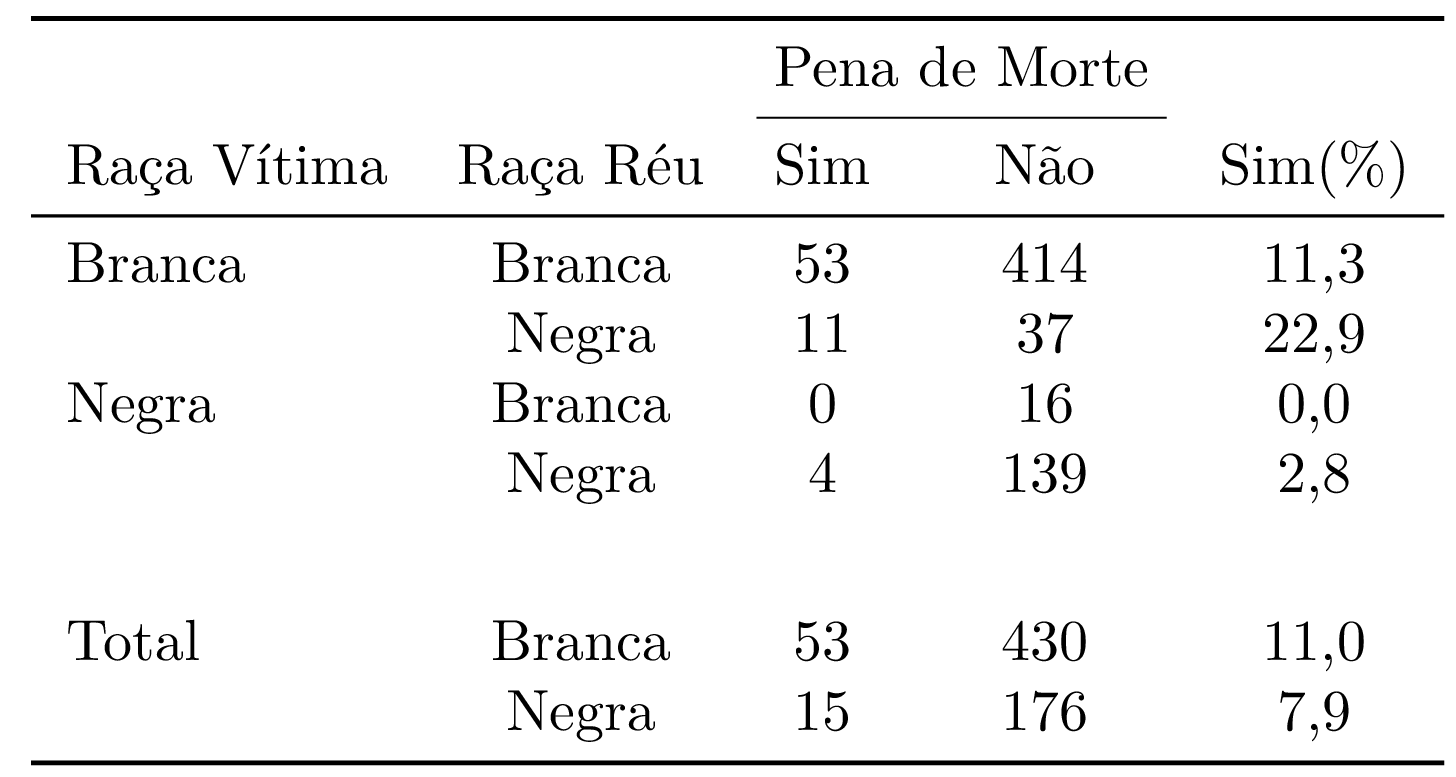 Pena de Morte
Raça Vítima Raça Réu Sim Não Sim(%)
Branca Branca 53 414 11,3
Negra 11 37 22,9
Negra Branca 0 16 0,0
Negra 4 139 2,8
Total Branca 53 430 11,0
Negra 15 176 7,9